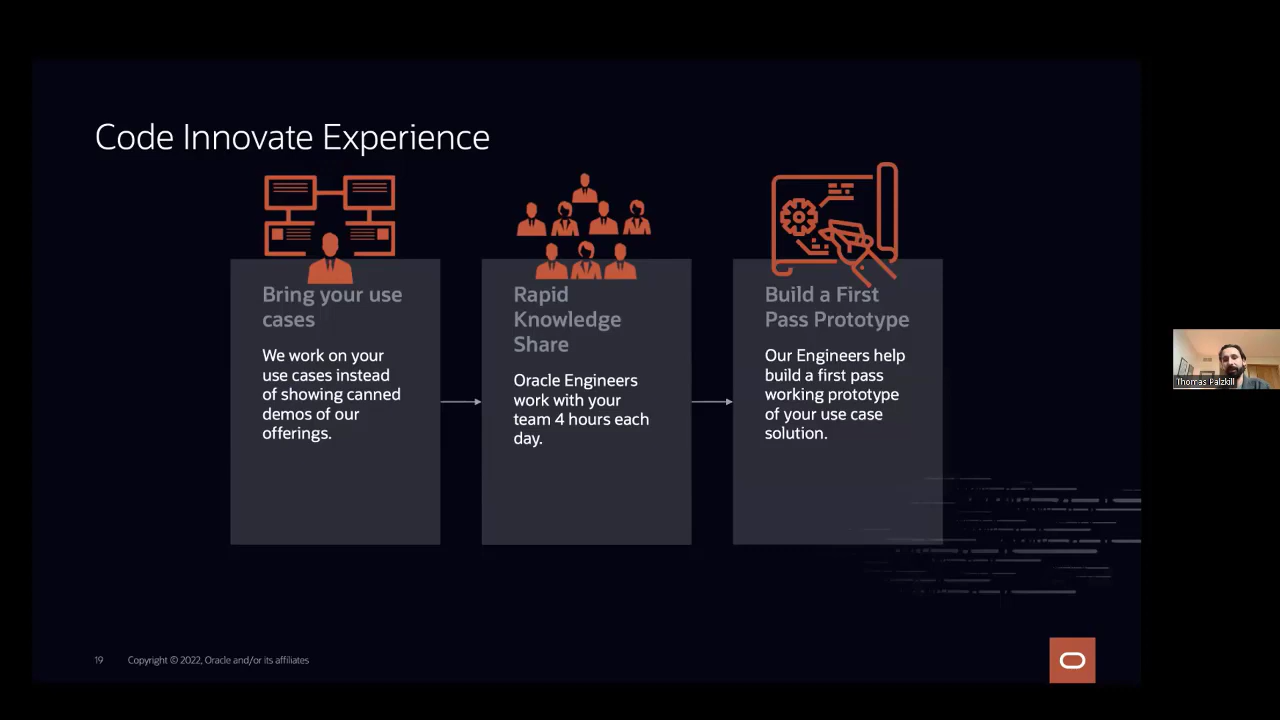 Code Innovate Experience
Bring your use
cases
We work on your
use cases instead
of showing canned
demos of our
offerings.
Rapid
Knowledge
Share
Oracle Engineers
work with your
team 4 hours each
day.
Build a First
Pass Prototype
Our Engineers help
build a first pass
working prototype
of your use case
solution.
Thomas Palzkill
19
Copyright © 2022, Oracle and/or its affiliates